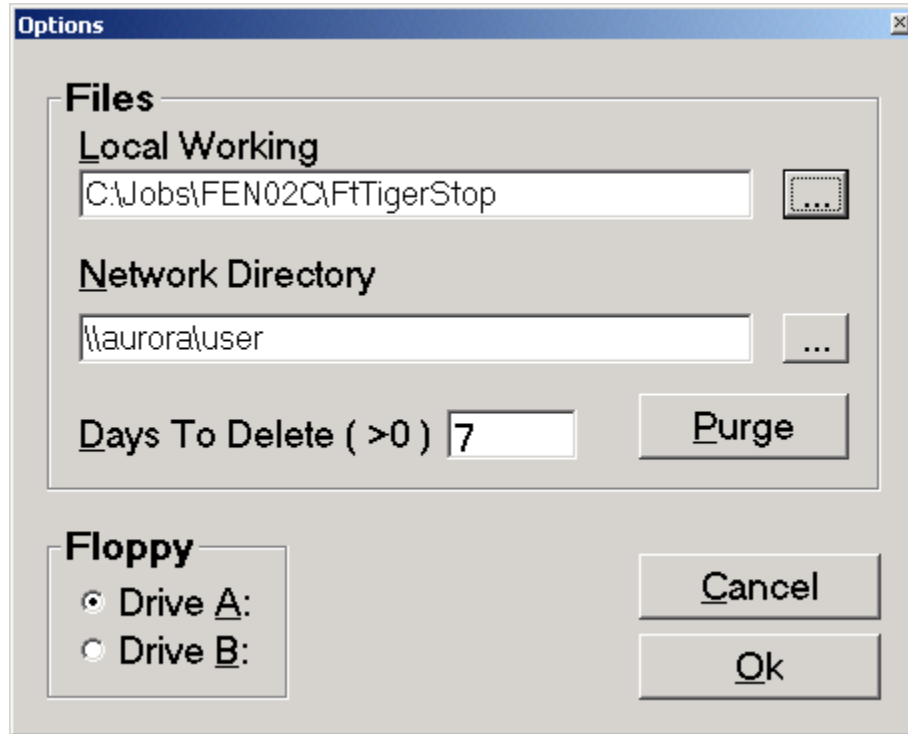 Options
Files
Local Working
C:\Jobs\FEN02C\FtTigerStop
...
Network Directory
\\aurora\user
...
Days To Delete ( >0 ) 7
Purge
Floppy
Drive A:
Drive B:
Cancel
Ok